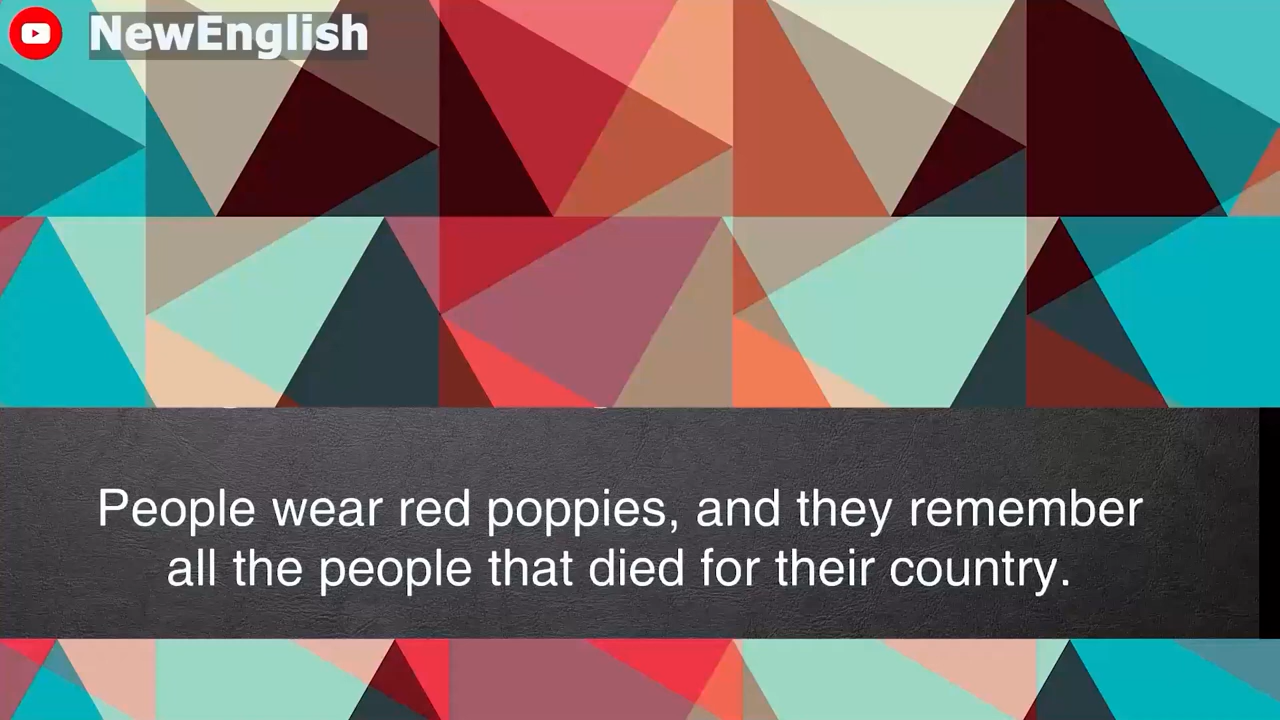 NewEnglish
People wear red poppies, and they remember
all the people that died for their country.